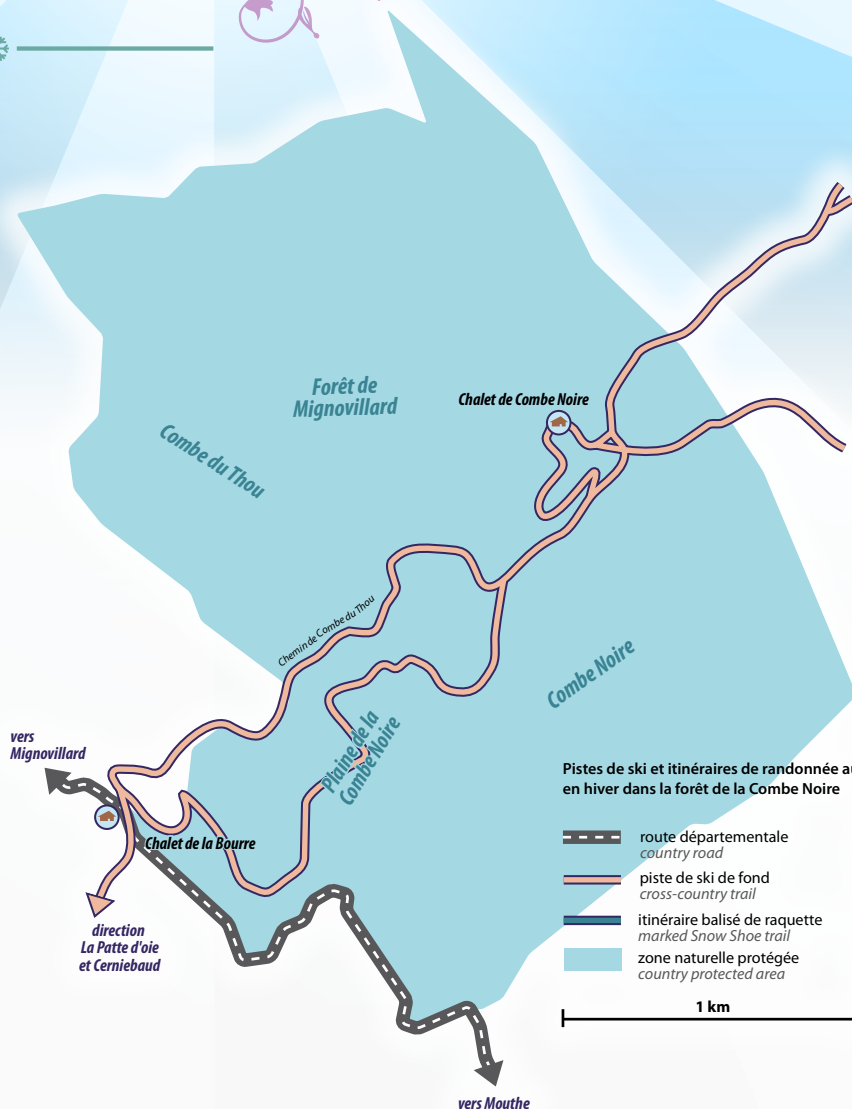 Forêt de
Mignovillard
Chalet de Combe Noire
Combe du Thou
Chemin de Combe du Thou
Combe Noire
Plaine de la
Combe Noire
vers
Mignovillard
Chalet de la Bourre
direction
La Patte d'oie
et Cerniebaud
Pistes de ski et itinéraires de randonnée
en hiver dans la forêt de la Combe Noire
route départementale
country road
piste de ski de fond
cross-country trail
itinéraire balisé de raquette
marked Snow Shoe trail
zone naturelle protégée
country protected area
1 km
vers Mouthe